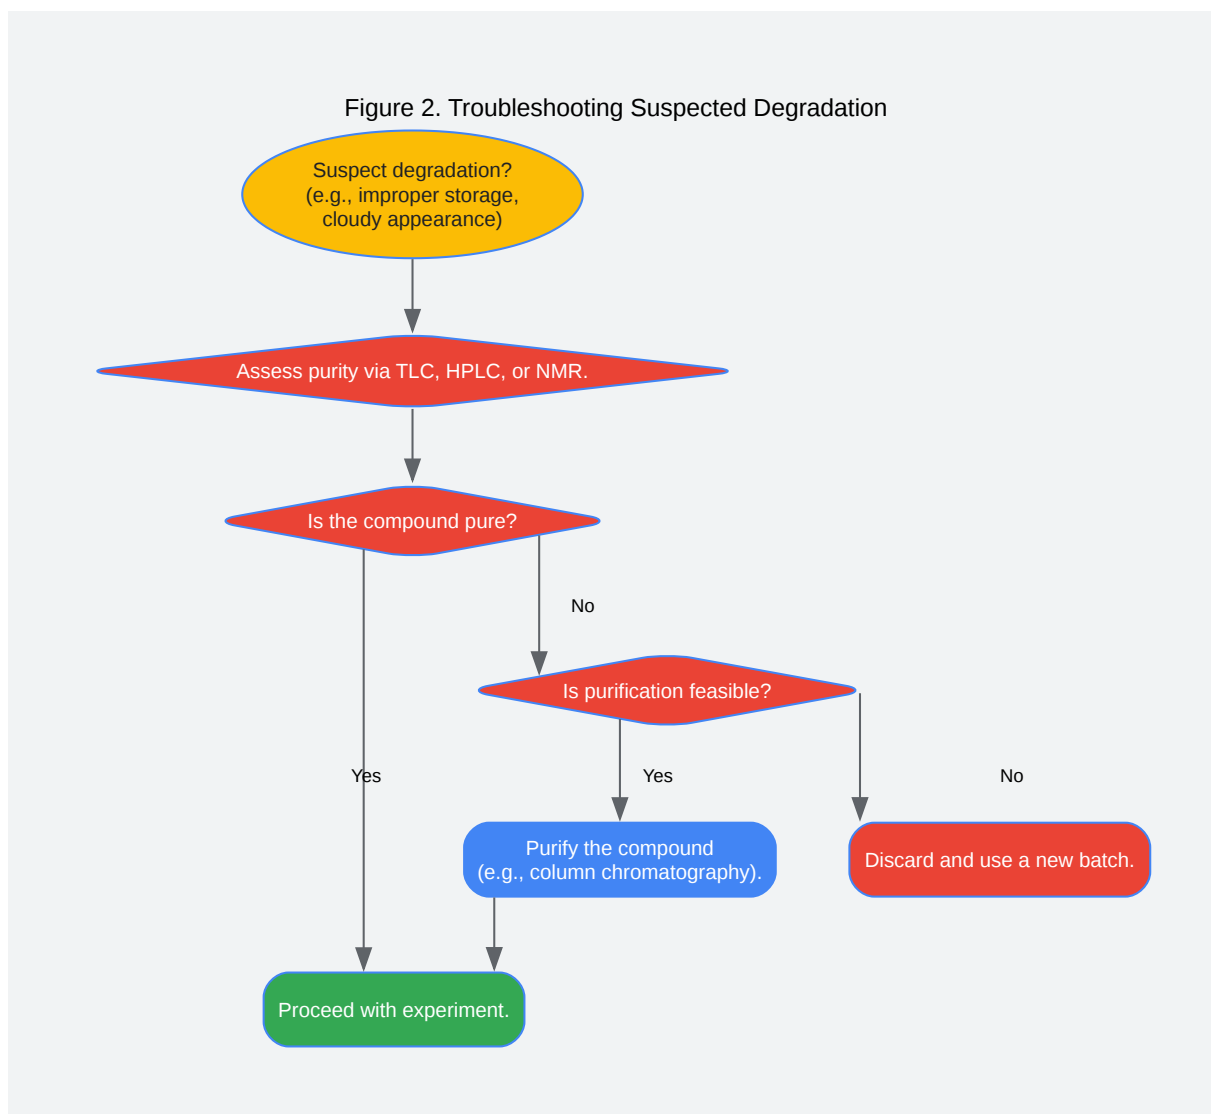 Figure 2. Troubleshooting Suspected Degradation
Suspect degradation?
(e.g., improper storage,
cloudy appearance)
Assess purity via TLC, HPLC, or NMR.
Is the compound pure?
No
Is purification feasible?
Yes
Yes
No
Purify the compound
(e.g., column chromatography).
Discard and use a new batch.
Proceed with experiment.